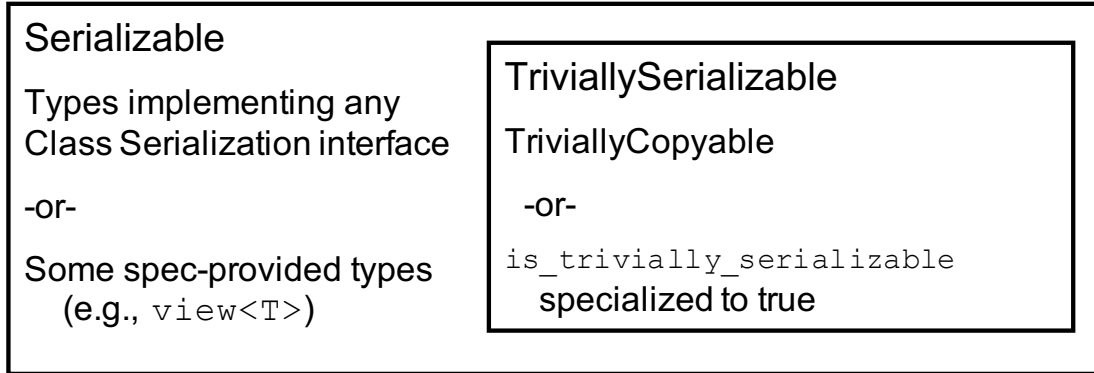 Serializable
Types implementing any
Class Serialization interface
-or-
Some spec-provided types
(e.g., view<T>)
TriviallySerializable
TriviallyCopyable
-or-
is_trivially_serializable
specialized to true